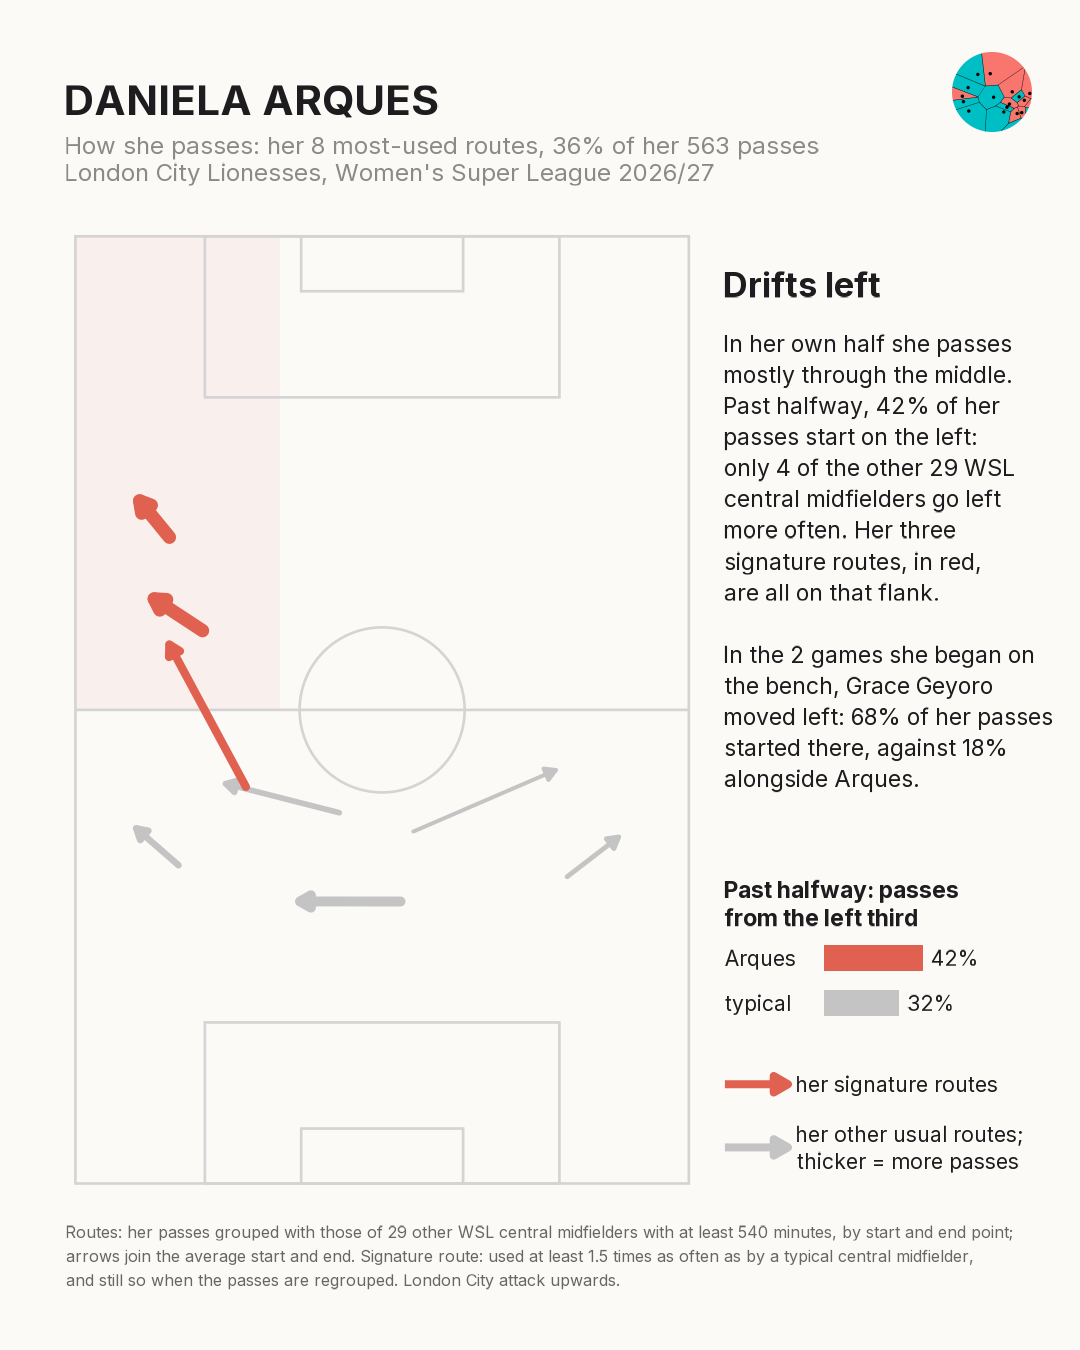 DANIELA ARQUES
How she passes: her 8 most-used routes, 36% of her 563 passes
London City Lionesses, Women's Super League 2026/27
Drifts left
In her own half she passes
mostly through the middle.
Past halfway, 42% of her
passes start on the left:
only 4 of the other 29 WSL
central midfielders go left
more often. Her three
signature routes, in red,
are all on that flank.
In the 2 games she began on
the bench, Grace Geyoro
moved left: 68% of her passes
started there, against 18%
alongside Arques.
Past halfway: passes
from the left third
Arques 42%
typical 32%
her signature routes
her other usual routes;
thicker = more passes
Routes: her passes grouped with those of 29 other WSL central midfielders with at least 540 minutes, by start and end point;
arrows join the average start and end. Signature route: used at least 1.5 times as often as by a typical central midfielder,
and still so when the passes are regrouped. London City attack upwards.